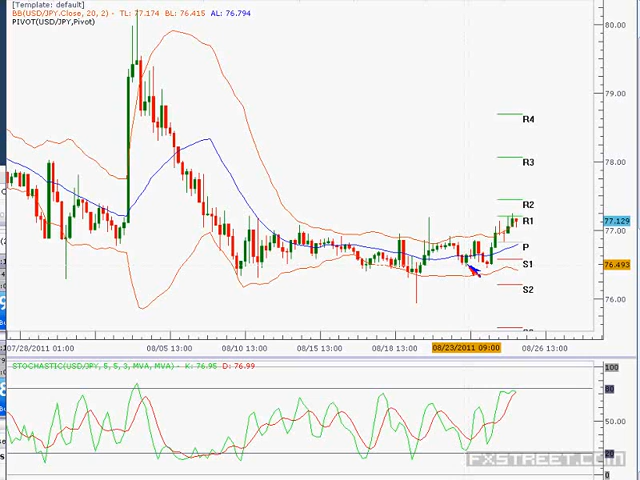 [Template: default]
BB(USD/JPY.Close, 20, 2) - TL: 77.174 BL: 76.415 AL: 76.794
PIVOT(USD/JPY,Pivot)
80.00
79.00
R4
R3
78.00
R2
R1
77.129
77.00
P
S1
76.493
S2
76.00
07/28/2011 01:00
08/05 13:00
08/10 13:00
08/15 13:00
08/18 13:00
08/23/2011 09:00
08/26 13:00
STOCHASTIC(USD/JPY, 5, 5, 3, MVA, MVA) - K: 76.95 D: 76.99
100
80
50.00
20
FXSTREET.COM